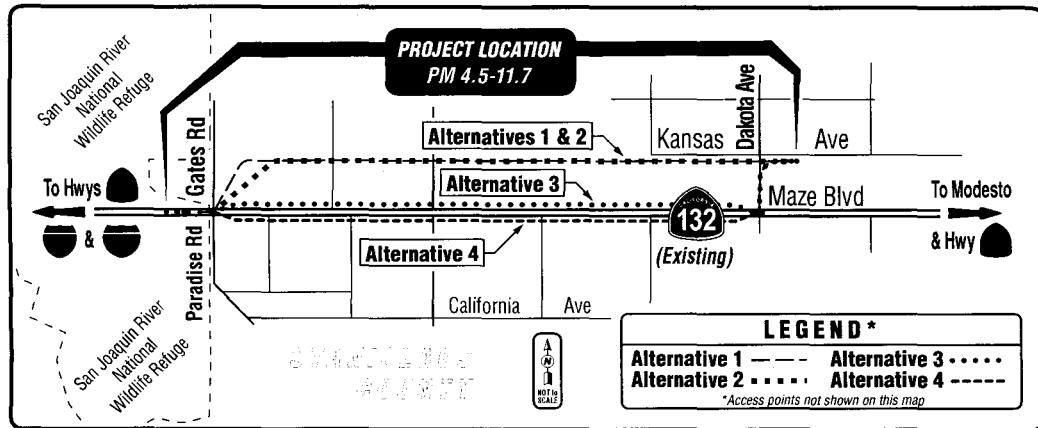 PROJECT LOCATION
PM 4.5-11.7
San Joaquin River
National
Wildlife Refuge
Gates Rd
Dakota Ave
Alternatives 1 & 2
Kansas
Ave
To Hwys
&
Alternative 3
Maze Blvd
To Modesto
& Hwy
CALIFORNIA
132
(Existing)
Alternative 4
Paradise Rd
California
Ave
San Joaquin River
National
Wildlife Refuge
N
NOT to
SCALE
LEGEND*
Alternative 1
Alternative 3
Alternative 2
Alternative 4
*Access points not shown on this map